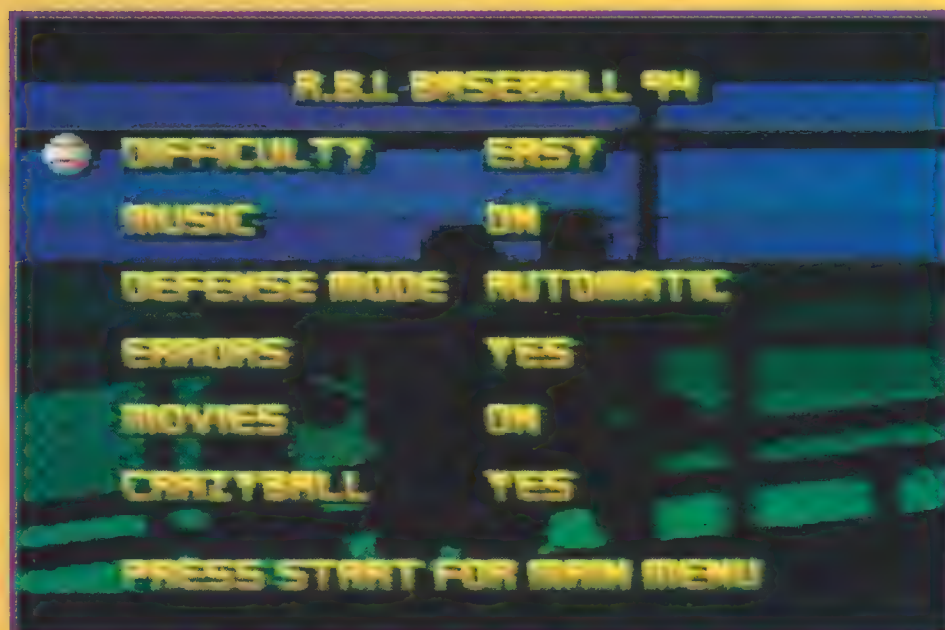 R.B.I. BASEBALL 94
DIFFICULTY EASY
MUSIC ON
DEFENSE MODE AUTOMATIC
ERRORS YES
MOVIES ON
CRAZYBALL YES
PRESS START FOR MAIN MENU